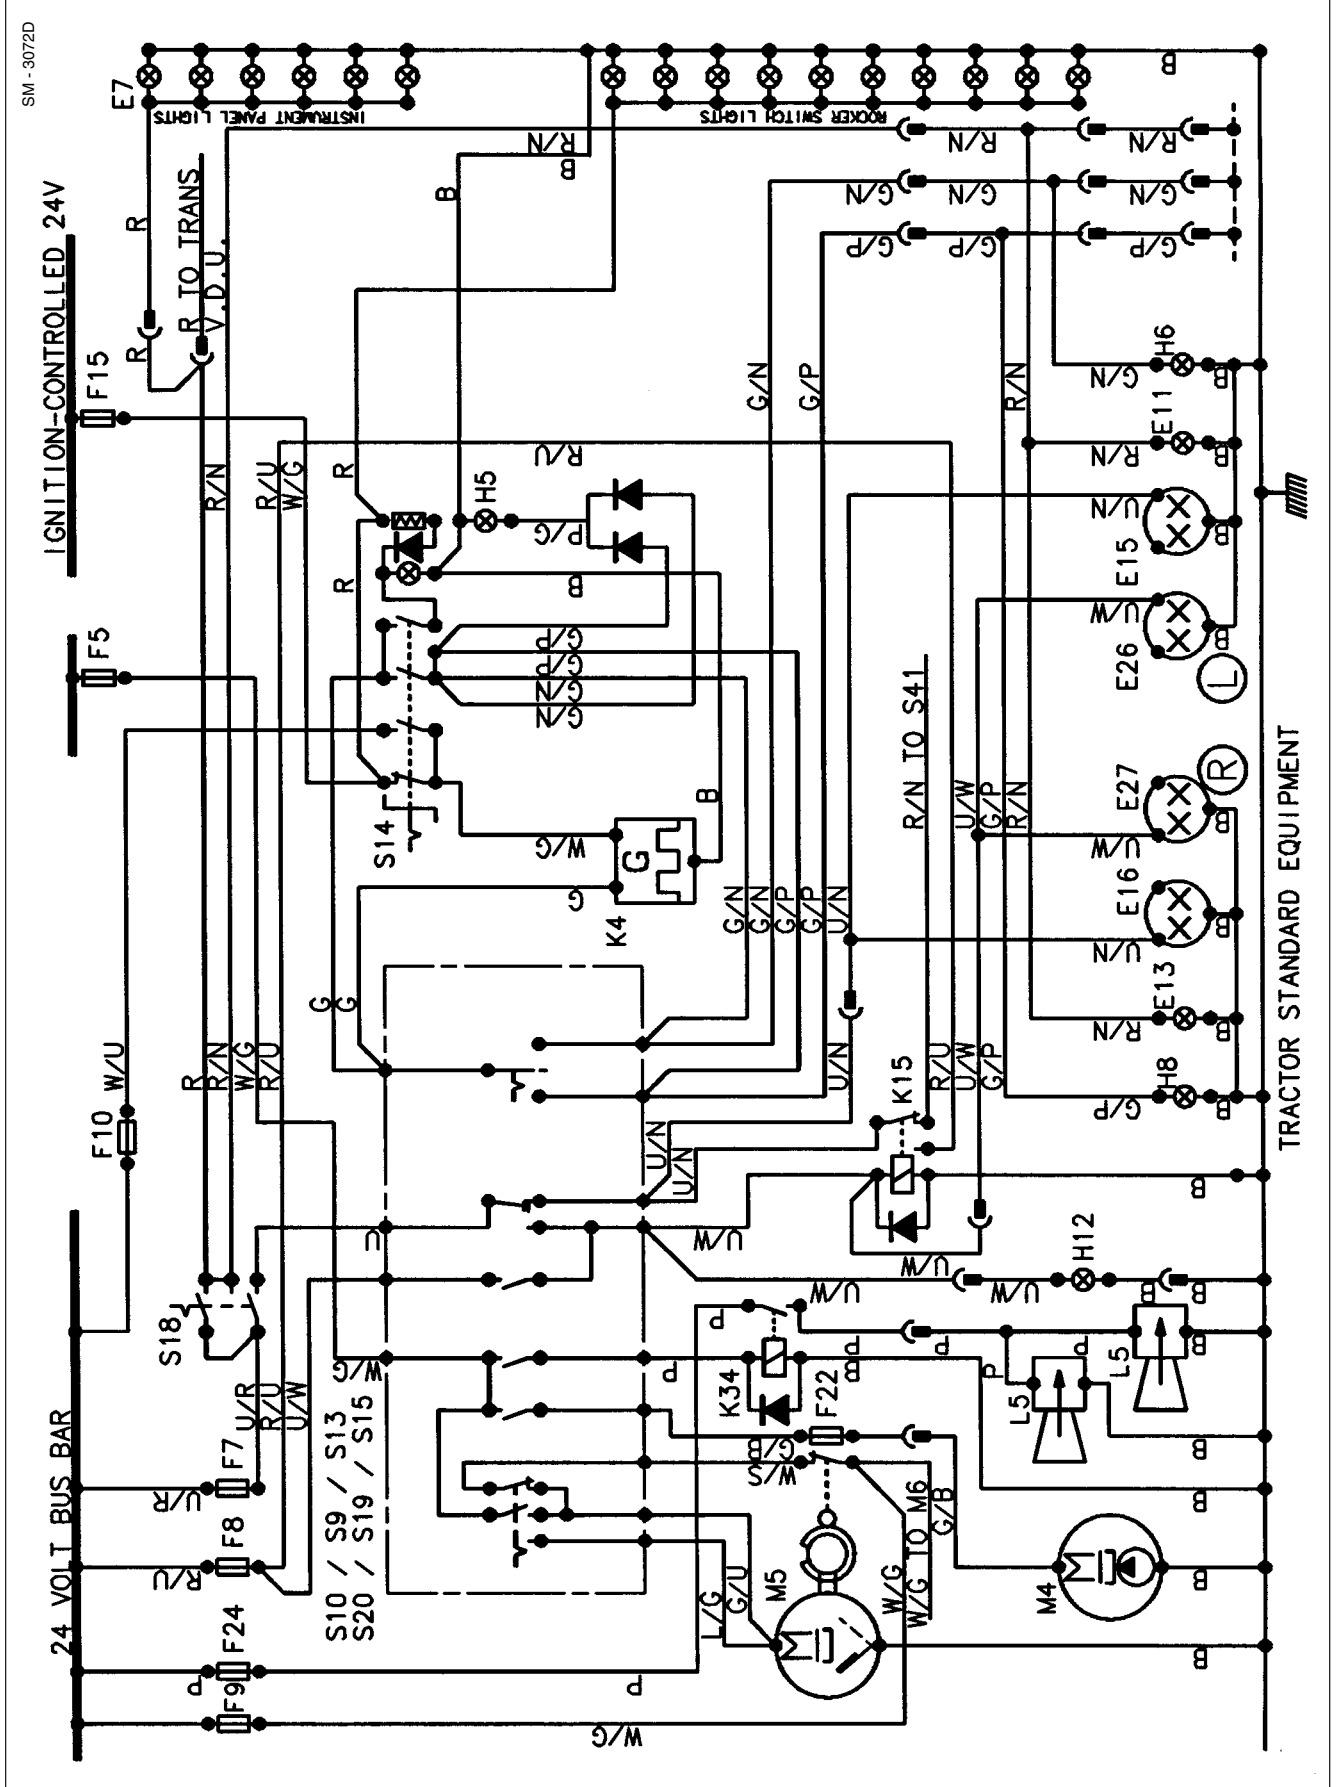 SM - 3072D
E7
INSTRUMENT PANEL LIGHTS
ROCKER SWITCH LIGHTS
B
R/N
B
B
R/N
R/N
G/N
G/N
G/N
G/P
G/P
G/P
IGNITION-CONTROLLED 24V
R
R
R TO TRANS
V.D.U.
F15
R/N
R/U
W/G
R
R/U
G/N
G/P
R/N
G/N
H6
B
E11
R/N
B
H5
P/G
U/N
E15
B
F5
R
B
G/P
G/P
G/N
G/N
U/W
E26
B
L
R/N TO S41
S14
W/G
B
G
K4
G
G/N
G/N
G/P
G/P
U/N
U/W
G/P
R/N
R
E27
B
U/W
E16
B
U/N
E13
R/N
B
H8
G/P
B
TRACTOR STANDARD EQUIPMENT
W/U
F10
R
R/N
W/G
R/U
G
G
U/N
K15
R/U
U/W
G/P
U/N
U/N
U
U/W
U/W
B
H12
U/W
U/W
B
24 VOLT BUS BAR
S18
U/R
R/U
U/W
U/R
F7
R/U
F8
F24
P
F9
W/G
W/G
S10 / S9 / S13
S20 / S19 / S15
P
P
P
K34
P
B
F22
G/B
W/S
P
P
P
L5
L5
B
B
B
L/G
G/U
M5
W/G
W/G TO M6
G/B
M4
B
B
P
B